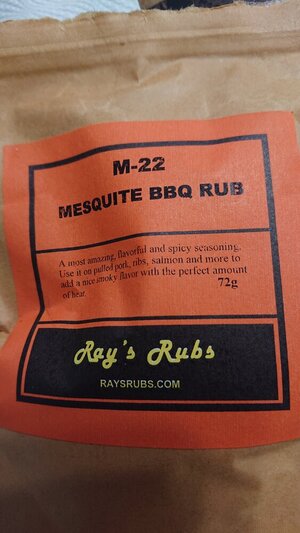 M-22
MESQUITE BBQ RUB
A most amazing, flavorful and spicy seasoning.
Use it on pulled pork, ribs, salmon and more to
add a nice smoky flavor with the perfect amount
of heat. 72g
Ray's Rubs
RAYSRUBS.COM